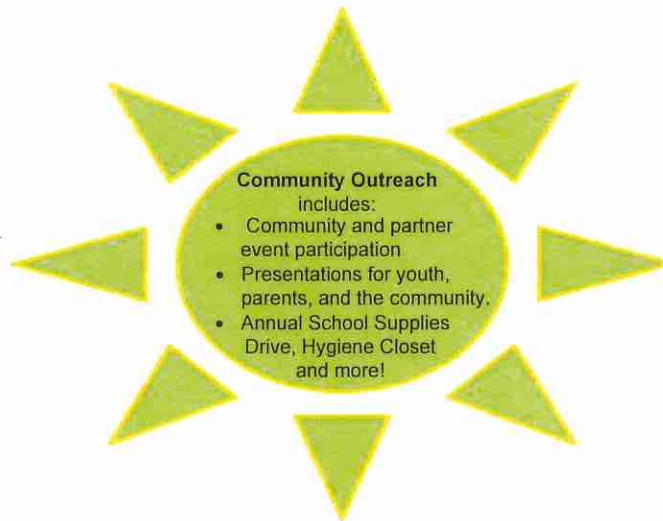 Community Outreach
includes:
• Community and partner
event participation
• Presentations for youth,
parents, and the community.
• Annual School Supplies
Drive, Hygiene Closet
and more!